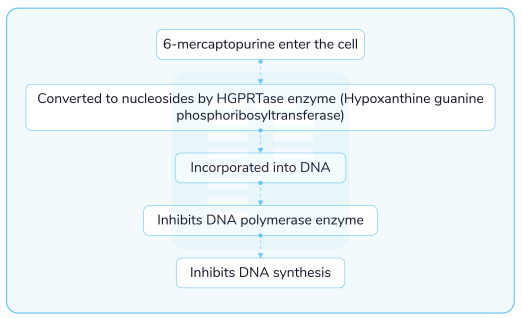 6-mercaptopurine enter the cell
Converted to nucleosides by HGPRTase enzyme (Hypoxanthine guanine
phosphoribosyltransferase)
Incorporated into DNA
Inhibits DNA polymerase enzyme
Inhibits DNA synthesis